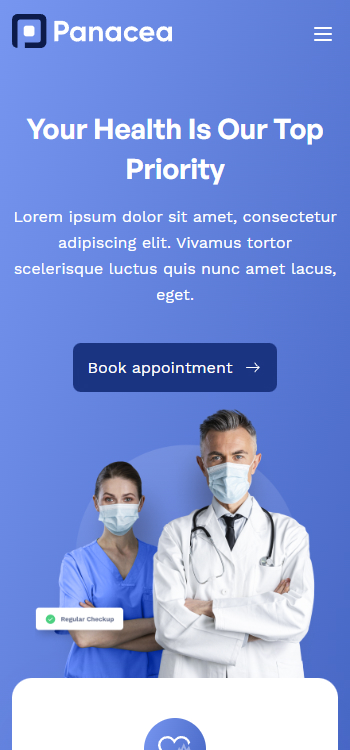 Panacea
Your Health Is Our Top
Priority
Lorem ipsum dolor sit amet, consectetur
adipiscing elit. Vivamus tortor
scelerisque luctus quis nunc amet lacus,
eget.
Book appointment
Regular Checkup